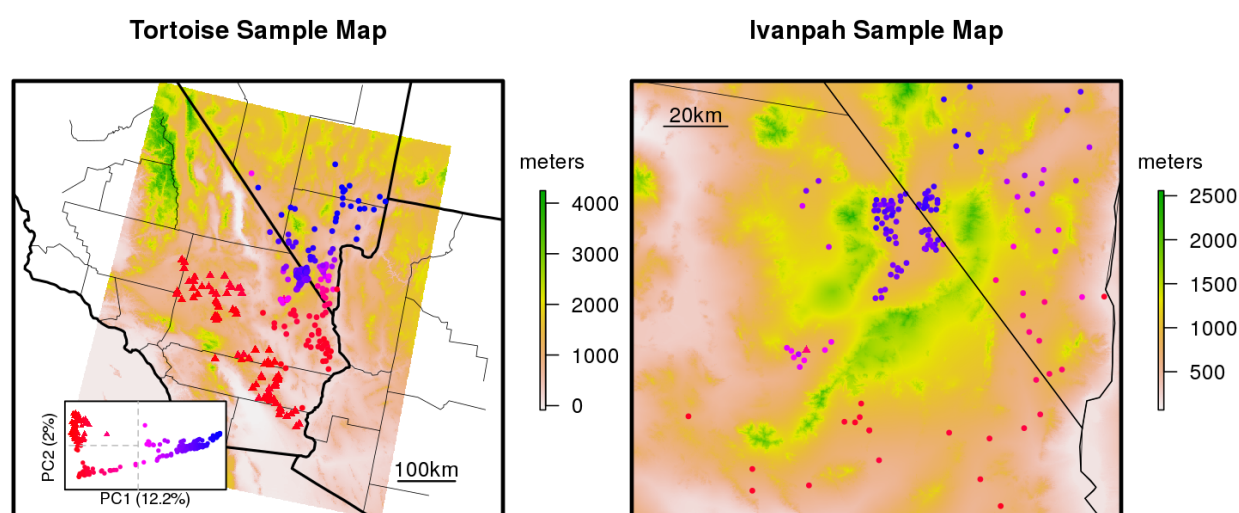 Tortoise Sample Map
Ivanpah Sample Map
meters
4000
3000
2000
1000
0
100km
PC2 (2%)
PC1 (12.2%)
20km
meters
2500
2000
1500
1000
500